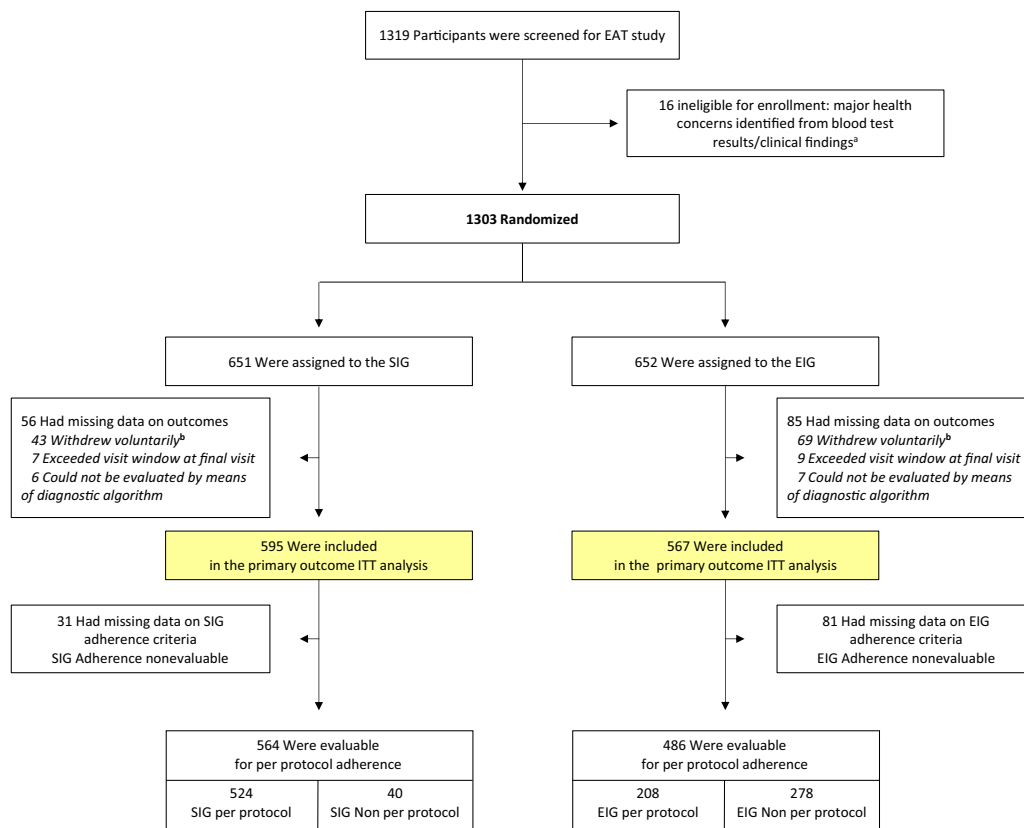 1319 Participants were screened for EAT study
16 ineligible for enrollment: major health
concerns identified from blood test
results/clinical findingsᵃ
1303 Randomized
651 Were assigned to the SIG
652 Were assigned to the EIG
56 Had missing data on outcomes
43 Withdrew voluntarilyᵇ
7 Exceeded visit window at final visit
6 Could not be evaluated by means
of diagnostic algorithm
85 Had missing data on outcomes
69 Withdrew voluntarilyᵇ
9 Exceeded visit window at final visit
7 Could not be evaluated by means
of diagnostic algorithm
595 Were included
in the primary outcome ITT analysis
567 Were included
in the primary outcome ITT analysis
31 Had missing data on SIG
adherence criteria
SIG Adherence nonevaluable
81 Had missing data on EIG
adherence criteria
EIG Adherence nonevaluable
564 Were evaluable
for per protocol adherence
524
SIG per protocol
40
SIG Non per protocol
486 Were evaluable
for per protocol adherence
208
EIG per protocol
278
EIG Non per protocol